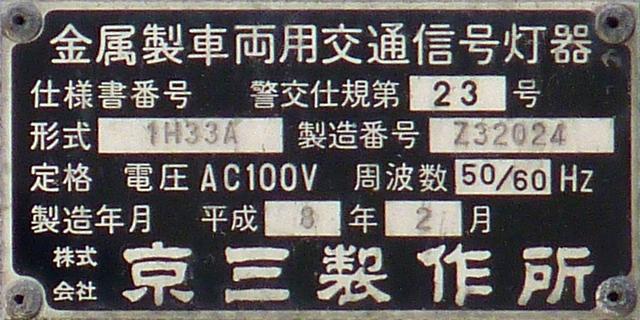 金属製車両用交通信号灯器
仕様書番号 警交仕規第 23 号
形式 1H33A 製造番号 Z32024
定格 電圧 AC100V 周波数 50/60 Hz
製造年月 平成 8 年 2 月
株式会社 京三製作所